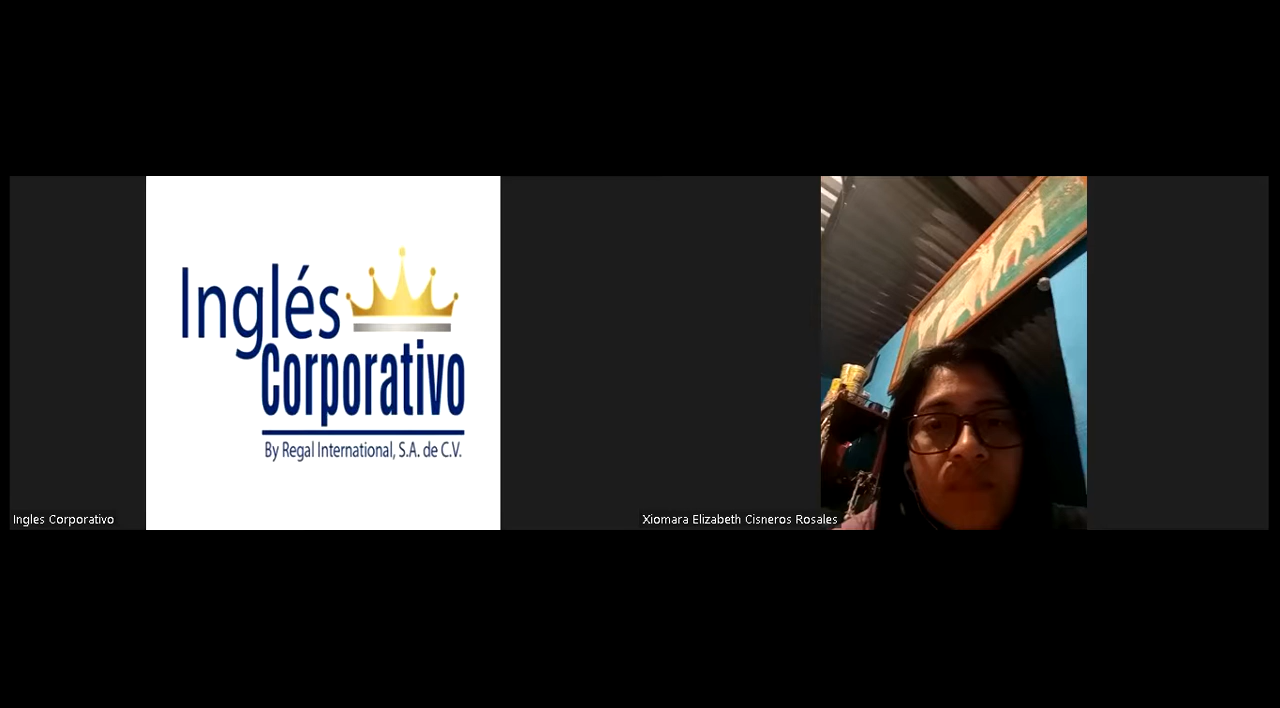 Inglés
Corporativo
By Regal International, S.A. de C.V.
Ingles Corporativo
Xiomara Elizabeth Cisneros Rosales